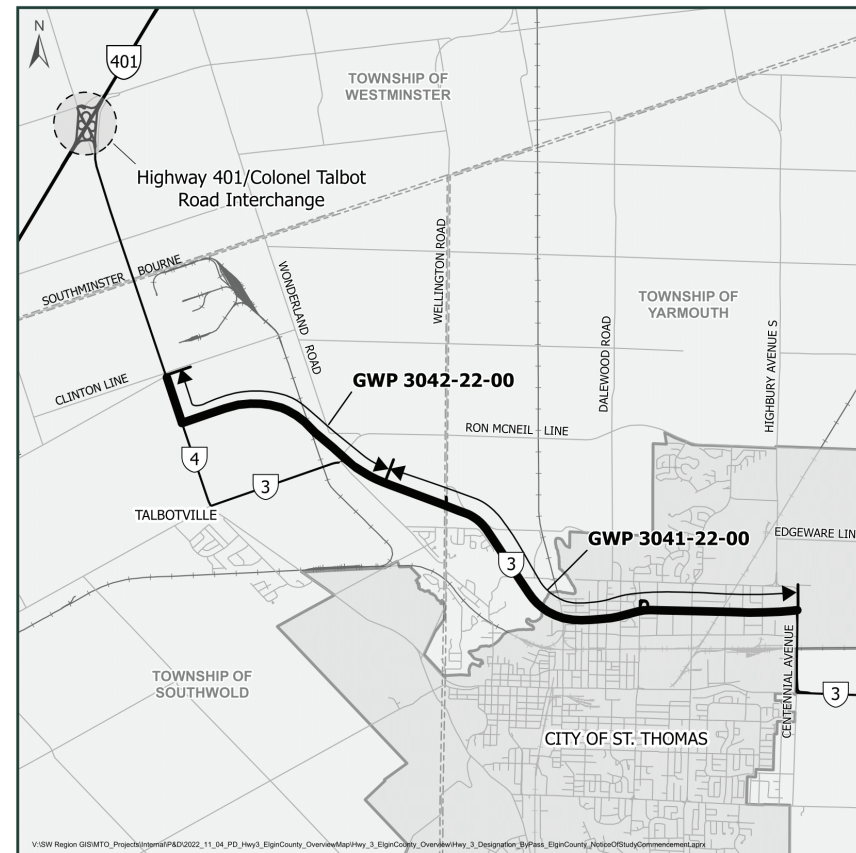 N
401
TOWNSHIP OF
WESTMINSTER
Highway 401/Colonel Talbot
Road Interchange
SOUTHMINSTER BOURNE
WONDERLAND ROAD
WELLINGTON ROAD
TOWNSHIP OF
YARMOUTH
DALEWOOD ROAD
HIGHBURY AVENUE S
CLINTON LINE
GWP 3042-22-00
RON MCNEIL LINE
4
3
TALBOTVILLE
EDGEWARE LIN
GWP 3041-22-00
3
TOWNSHIP OF
SOUTHWOLD
CENTENNIAL AVENUE
3
CITY OF ST. THOMAS
V:\SW Region GIS\MTO_Projects\Internal\P&D\2022_11_04_PD_Hwy3_ElginCounty_OverviewMap\Hwy_3_ElginCounty_Overview\Hwy_3_Designation_ByPass_ElginCounty_NoticeOfStudyCommencement.aprx